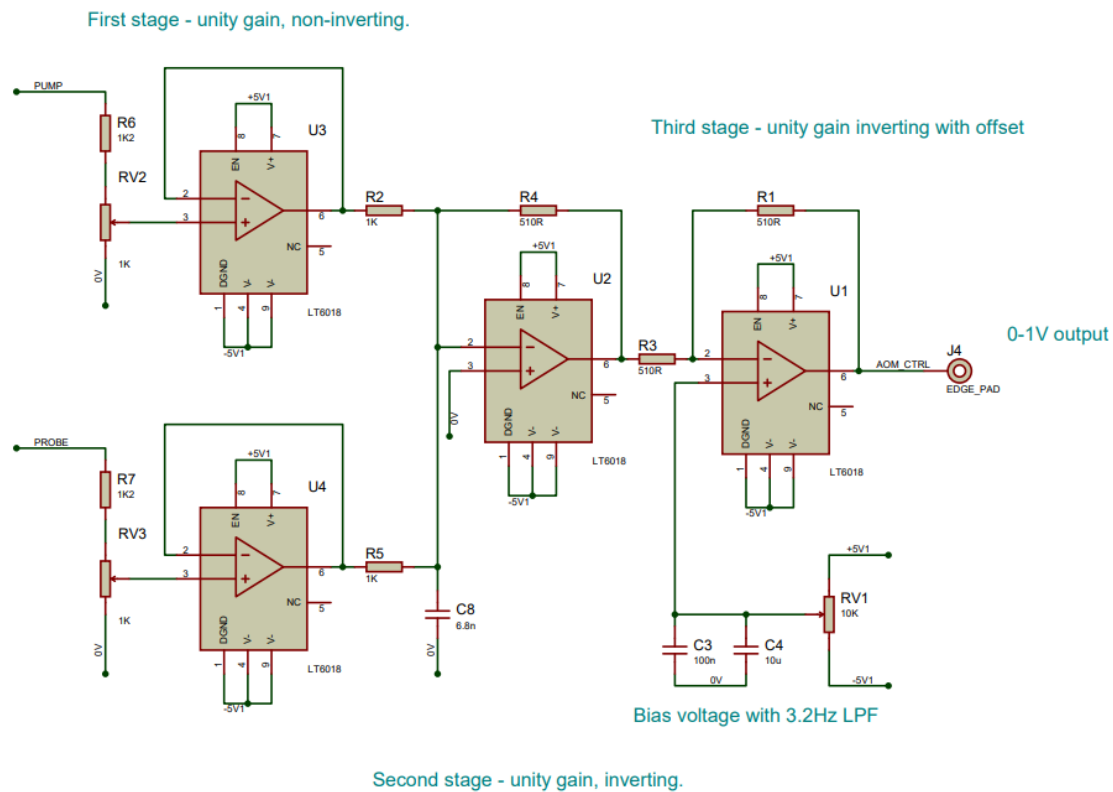 First stage - unity gain, non-inverting.
PUMP
R6
1K2
RV2
1K
0V
+5V1
U3
8
7
EN
V+
2
3
6
NC
5
DGND
V-
V-
1
4
9
-5V1
LT6018
R2
1K
R4
510R
Third stage - unity gain inverting with offset
R1
510R
+5V1
U2
8
7
EN
V+
2
3
6
NC
5
0V
DGND
V-
V-
1
4
9
-5V1
LT6018
R3
510R
+5V1
U1
8
7
EN
V+
2
3
6
NC
5
DGND
V-
V-
1
4
9
-5V1
LT6018
0-1V output
AOM_CTRL
J4
EDGE_PAD
PROBE
R7
1K2
RV3
1K
0V
+5V1
U4
8
7
EN
V+
2
3
6
NC
5
DGND
V-
V-
1
4
9
-5V1
LT6018
R5
1K
C8
6.8n
0V
+5V1
RV1
10K
-5V1
C3
100n
C4
10u
0V
Bias voltage with 3.2Hz LPF
Second stage - unity gain, inverting.